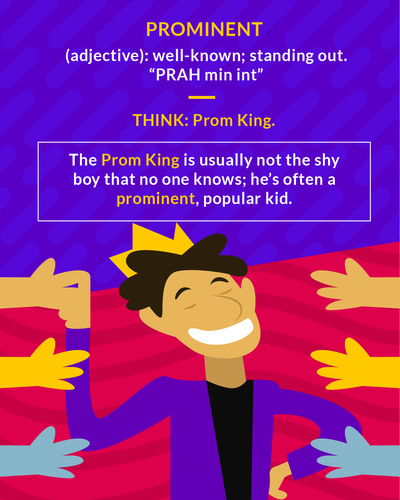 PROMINENT
(adjective): well-known; standing out.
“PRAH min int”
THINK: Prom King.
The Prom King is usually not the shy
boy that no one knows; he’s often a
prominent, popular kid.